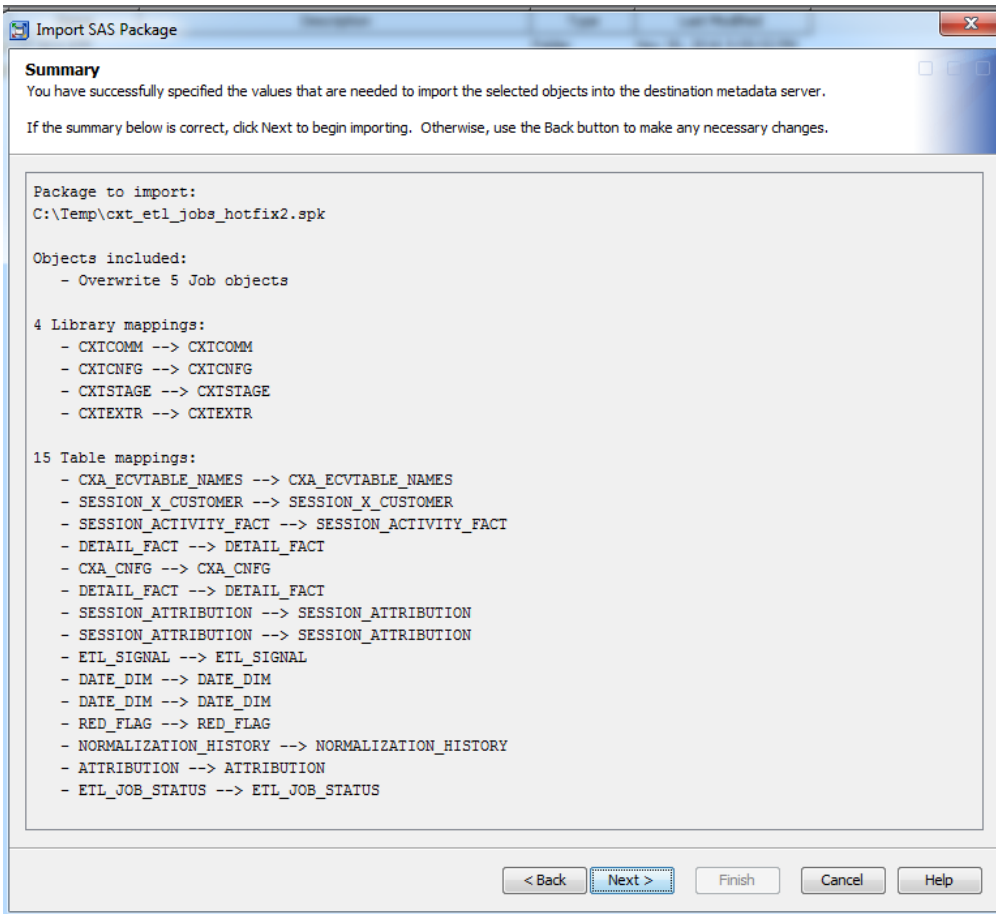 Description Type Last Modified
Import SAS Package
Summary
You have successfully specified the values that are needed to import the selected objects into the destination metadata server.
If the summary below is correct, click Next to begin importing. Otherwise, use the Back button to make any necessary changes.
Package to import:
C:\Temp\cxt_etl_jobs_hotfix2.spk
Objects included:
- Overwrite 5 Job objects
4 Library mappings:
- CXTCOMM --> CXTCOMM
- CXTCNFG --> CXTCNFG
- CXTSTAGE --> CXTSTAGE
- CXTEXTR --> CXTEXTR
15 Table mappings:
- CXA_ECVTABLE_NAMES --> CXA_ECVTABLE_NAMES
- SESSION_X_CUSTOMER --> SESSION_X_CUSTOMER
- SESSION_ACTIVITY_FACT --> SESSION_ACTIVITY_FACT
- DETAIL_FACT --> DETAIL_FACT
- CXA_CNFG --> CXA_CNFG
- DETAIL_FACT --> DETAIL_FACT
- SESSION_ATTRIBUTION --> SESSION_ATTRIBUTION
- SESSION_ATTRIBUTION --> SESSION_ATTRIBUTION
- ETL_SIGNAL --> ETL_SIGNAL
- DATE_DIM --> DATE_DIM
- DATE_DIM --> DATE_DIM
- RED_FLAG --> RED_FLAG
- NORMALIZATION_HISTORY --> NORMALIZATION_HISTORY
- ATTRIBUTION --> ATTRIBUTION
- ETL_JOB_STATUS --> ETL_JOB_STATUS
< Back Next > Finish Cancel Help